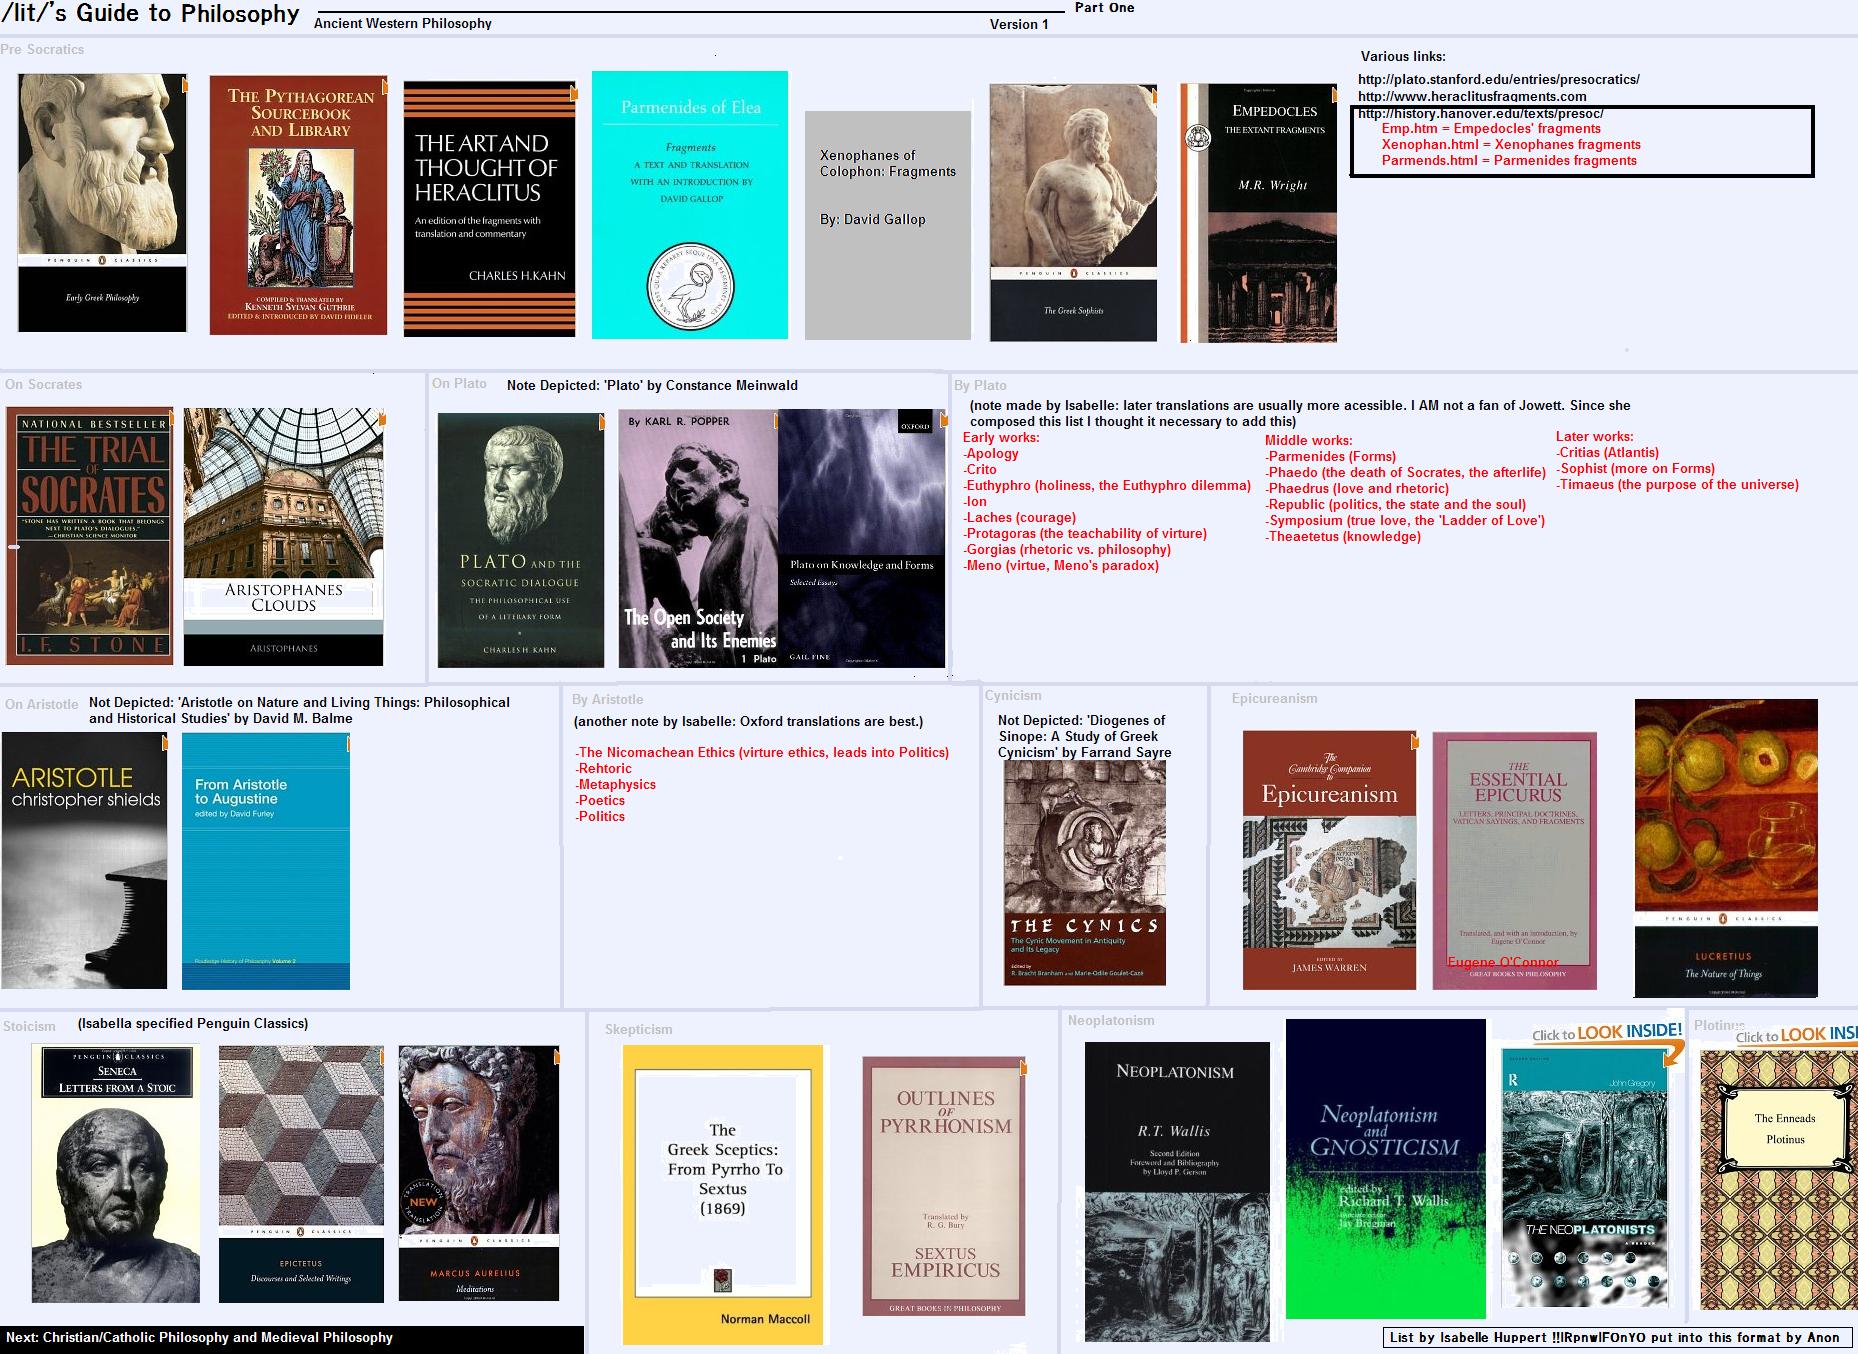 /lit/'s Guide to Philosophy
Ancient Western Philosophy
Version 1
Part One
Pre Socratics
PENGUIN CLASSICS
Early Greek Philosophy
THE PYTHAGOREAN
SOURCEBOOK
AND LIBRARY
COMPILED & TRANSLATED BY
KENNETH SYLVAN GUTHRIE
EDITED & INTRODUCED BY DAVID FIDELER
THE ART AND
THOUGHT OF
HERACLITUS
An edition of the fragments with
translation and commentary
CHARLES H. KAHN
Parmenides of Elea
Fragments
A TEXT AND TRANSLATION
WITH AN INTRODUCTION BY
DAVID GALLOP
Xenophanes of
Colophon: Fragments
By: David Gallop
PENGUIN CLASSICS
The Greek Sophists
EMPEDOCLES
THE EXTANT FRAGMENTS
M.R. Wright
Various links:
http://plato.stanford.edu/entries/presocratics/
http://www.heraclitusfragments.com
http://history.hanover.edu/texts/presoc/
Emp.htm = Empedocles' fragments
Xenophan.html = Xenophanes fragments
Parmends.html = Parmenides fragments
On Socrates
NATIONAL BESTSELLER
THE TRIAL
OF
SOCRATES
"STONE HAS WRITTEN A BOOK THAT BELONGS
NEXT TO PLATO'S DIALOGUES."
—CHRISTIAN SCIENCE MONITOR
I.F. STONE
ARISTOPHANES
CLOUDS
ARISTOPHANES
On Plato
Note Depicted: 'Plato' by Constance Meinwald
PLATO AND THE
SOCRATIC DIALOGUE
THE PHILOSOPHICAL USE
OF A LITERARY FORM
CHARLES H. KAHN
By KARL R. POPPER
The Open Society
and Its Enemies
1 Plato
OXFORD
Plato on Knowledge and Forms
Selected Essays
GAIL FINE
By Plato
(note made by Isabelle: later translations are usually more acessible. I AM not a fan of Jowett. Since she
composed this list I thought it necessary to add this)
Early works:
-Apology
-Crito
-Euthyphro (holiness, the Euthyphro dilemma)
-Ion
-Laches (courage)
-Protagoras (the teachability of virtue)
-Gorgias (rhetoric vs. philosophy)
-Meno (virtue, Meno's paradox)
Middle works:
-Parmenides (Forms)
-Phaedo (the death of Socrates, the afterlife)
-Phaedrus (love and rhetoric)
-Republic (politics, the state and the soul)
-Symposium (true love, the 'Ladder of Love')
-Theaetetus (knowledge)
Later works:
-Critias (Atlantis)
-Sophist (more on Forms)
-Timaeus (the purpose of the universe)
On Aristotle
Not Depicted: 'Aristotle on Nature and Living Things: Philosophical
and Historical Studies' by David M. Balme
ARISTOTLE
christopher shields
From Aristotle
to Augustine
edited by David Furley
Routledge History of Philosophy Volume 2
By Aristotle
(another note by Isabelle: Oxford translations are best.)
-The Nicomachean Ethics (virture ethics, leads into Politics)
-Rehtoric
-Metaphysics
-Poetics
-Politics
Cynicism
Not Depicted: 'Diogenes of
Sinope: A Study of Greek
Cynicism' by Farrand Sayre
THE CYNICS
The Cynic Movement in Antiquity
and Its Legacy
Edited by
R. Bracht Branham and Marie-Odile Goulet-Cazé
Epicureanism
The
Cambridge Companion
to
Epicureanism
EDITED BY
JAMES WARREN
THE
ESSENTIAL
EPICURUS
LETTERS, PRINCIPAL DOCTRINES,
VATICAN SAYINGS, AND FRAGMENTS
Translated, and with an introduction, by
Eugene O'Connor
Eugene O'Connor
GREAT BOOKS IN PHILOSOPHY
PENGUIN CLASSICS
LUCRETIUS
The Nature of Things
Stoicism
(Isabella specified Penguin Classics)
PENGUIN CLASSICS
SENECA
LETTERS FROM A STOIC
PENGUIN CLASSICS
EPICTETUS
Discourses and Selected Writings
TRANSLATION
NEW
TRANSLATION
PENGUIN CLASSICS
MARCUS AURELIUS
Meditations
Skepticism
The
Greek Sceptics:
From Pyrrho To
Sextus
(1869)
Norman Maccoll
OUTLINES
OF
PYRRHONISM
Translated by
R. G. Bury
SEXTUS
EMPIRICUS
GREAT BOOKS IN PHILOSOPHY
Neoplatonism
NEOPLATONISM
R.T. Wallis
Second Edition
Foreword and Bibliography
by Lloyd P. Gerson
Neoplatonism
and
GNOSTICISM
edited by
Richard T. Wallis
Jay Bregman
Click to LOOK INSIDE!
John Gregory
THE NEOPLATONISTS
A READER
Plotinus
Click to LOOK INSI
The Enneads
Plotinus
Next: Christian/Catholic Philosophy and Medieval Philosophy
List by Isabelle Huppert !!IRpnwIFOnYO put into this format by Anon